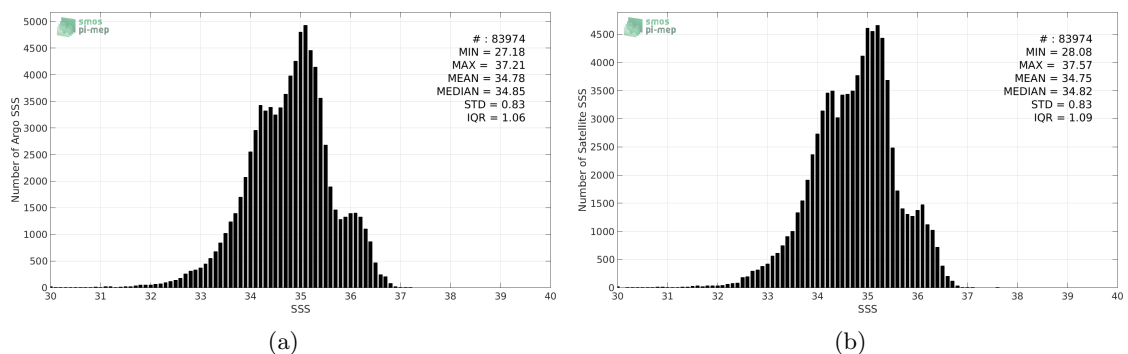 smos
pi-mep
# : 83974
MIN = 27.18
MAX = 37.21
MEAN = 34.78
MEDIAN = 34.85
STD = 0.83
IQR = 1.06
Number of Argo SSS
5000
4500
4000
3500
3000
2500
2000
1500
1000
500
0
30 31 32 33 34 35 36 37 38 39 40
SSS
(a)
smos
pi-mep
# : 83974
MIN = 28.08
MAX = 37.57
MEAN = 34.75
MEDIAN = 34.82
STD = 0.83
IQR = 1.09
Number of Satellite SSS
4500
4000
3500
3000
2500
2000
1500
1000
500
0
30 31 32 33 34 35 36 37 38 39 40
SSS
(b)